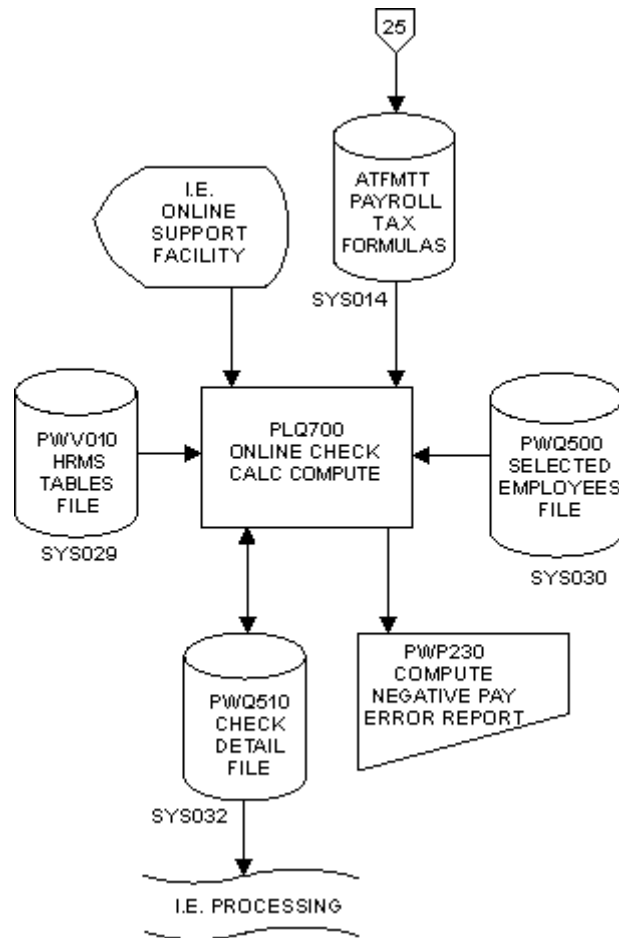 25
ATFMTT
PAYROLL
TAX
FORMULAS
SYS014
I.E.
ONLINE
SUPPORT
FACILITY
PWV010
HRMS
TABLES
FILE
SYS029
PLQ700
ONLINE CHECK
CALC COMPUTE
PWQ500
SELECTED
EMPLOYEES
FILE
SYS030
PWQ510
CHECK
DETAIL
FILE
SYS032
PWP230
COMPUTE
NEGATIVE PAY
ERROR REPORT
I.E. PROCESSING